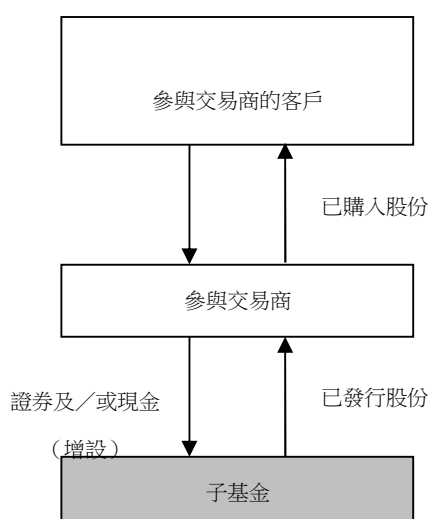 參與交易商的客戶
已購入股份
參與交易商
證券及／或現金
已發行股份
（增設）
子基金